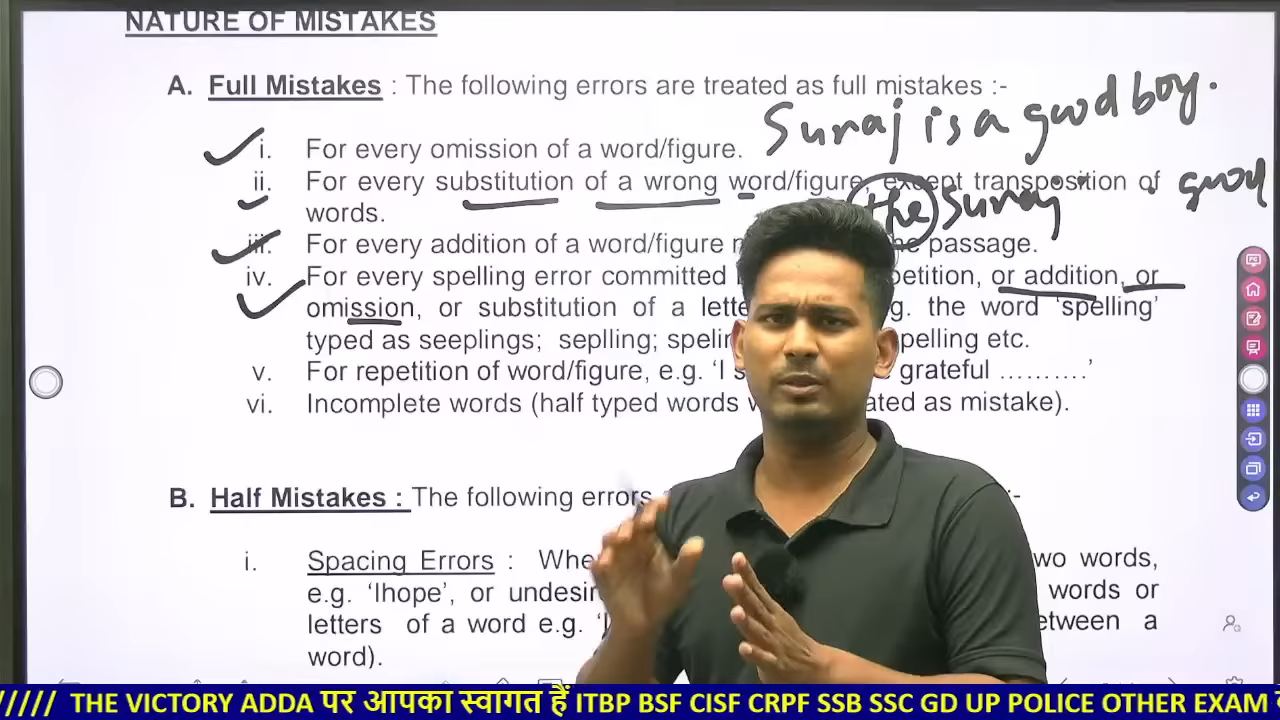 NATURE OF MISTAKES
A. Full Mistakes : The following errors are treated as full mistakes :-
Suraj is a good boy.
i. For every omission of a word/figure.
ii. For every substitution of a wrong word/figure, except transposition of
words.
the Suraj good
iii. For every addition of a word/figure the passage.
iv. For every spelling error committed petition, or addition, or
omission, or substitution of a lette g. the word ‘spelling’
typed as seeplings; seplling; spelin pelling etc.
v. For repetition of word/figure, e.g. ‘I s grateful ……….’
vi. Incomplete words (half typed words ated as mistake).
B. Half Mistakes : The following errors :-
i. Spacing Errors : Whe wo words,
e.g. ‘Ihope’, or undesir words or
letters of a word e.g. ‘I etween a
word).
///// THE VICTORY ADDA पर आपका स्वागत हैं ITBP BSF CISF CRPF SSB SSC GD UP POLICE OTHER EXAM